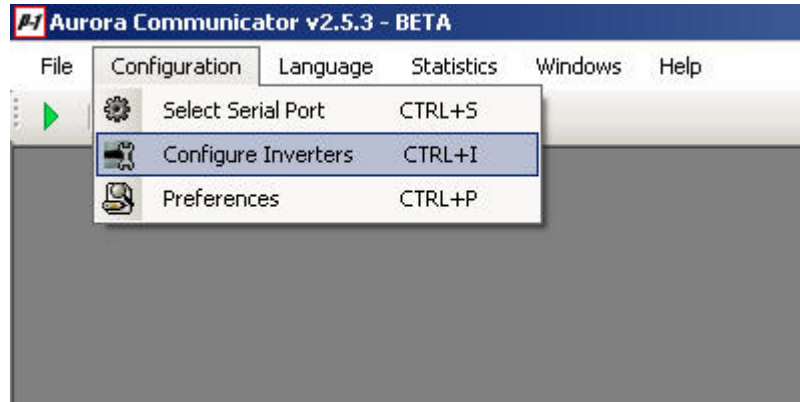 Aurora Communicator v2.5.3 - BETA
File Configuration Language Statistics Windows Help
Select Serial Port CTRL+S
Configure Inverters CTRL+I
Preferences CTRL+P